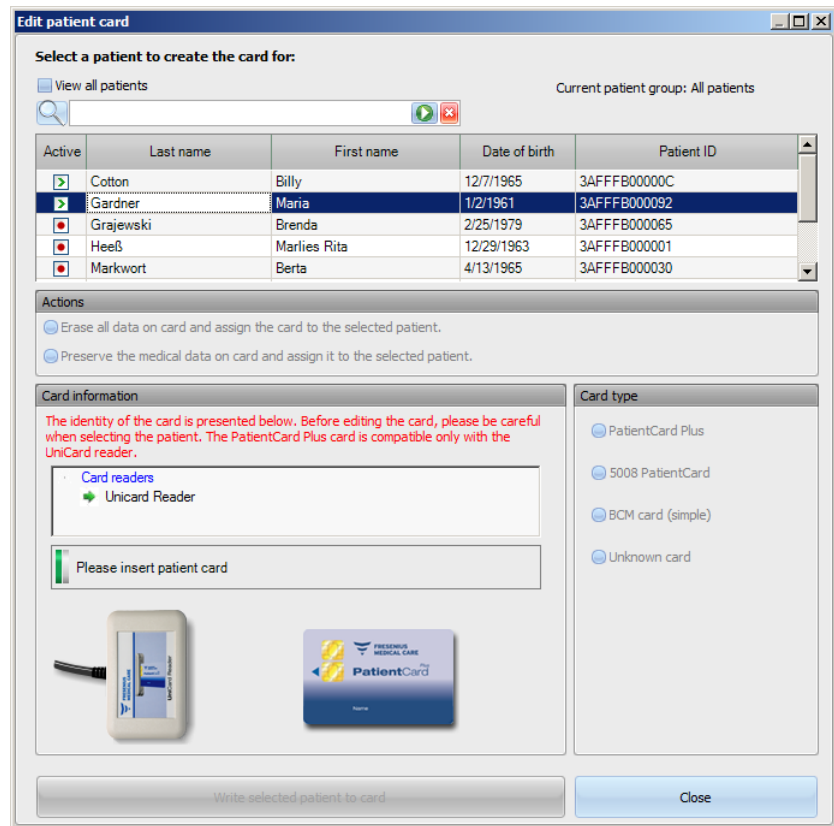 Edit patient card
Select a patient to create the card for:
View all patients
Current patient group: All patients
Active Last name First name Date of birth Patient ID
Cotton Billy 12/7/1965 3AFFFB00000C
Gardner Maria 1/2/1961 3AFFFB000092
Grajewski Brenda 2/25/1979 3AFFFB000065
Heeß Marlies Rita 12/29/1963 3AFFFB000001
Markwort Berta 4/13/1965 3AFFFB000030
Actions
Erase all data on card and assign the card to the selected patient.
Preserve the medical data on card and assign it to the selected patient.
Card information
The identity of the card is presented below. Before editing the card, please be careful
when selecting the patient. The PatientCard Plus card is compatible only with the
UniCard reader.
Card readers
Unicard Reader
Please insert patient card
FRESENIUS
MEDICAL CARE
UniCard Reader
FRESENIUS
MEDICAL CARE
Plus
PatientCard
Name
Card type
PatientCard Plus
5008 PatientCard
BCM card (simple)
Unknown card
Write selected patient to card
Close